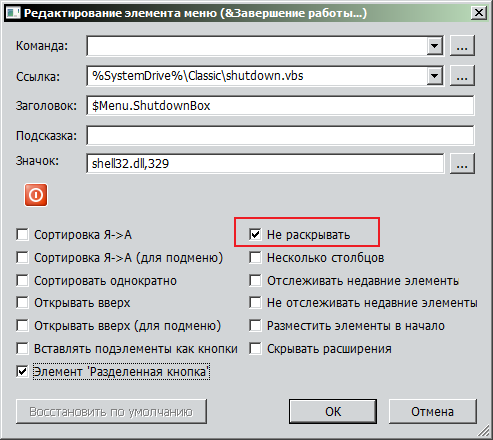 Редактирование элемента меню (&Завершение работы...)
Команда:
...
Ссылка: %SystemDrive%\Classic\shutdown.vbs
...
Заголовок: $Menu.ShutdownBox
Подсказка:
Значок: shell32.dll,329
...
Сортировка Я->А
Не раскрывать
Сортировка Я->А (для подменю)
Несколько столбцов
Сортировать однократно
Отслеживать недавние элементы
Открывать вверх
Не отслеживать недавние элементы
Открывать вверх (для подменю)
Разместить элементы в начало
Вставлять подэлементы как кнопки
Скрывать расширения
Элемент 'Разделенная кнопка'
Восстановить по умолчанию
OK
Отмена